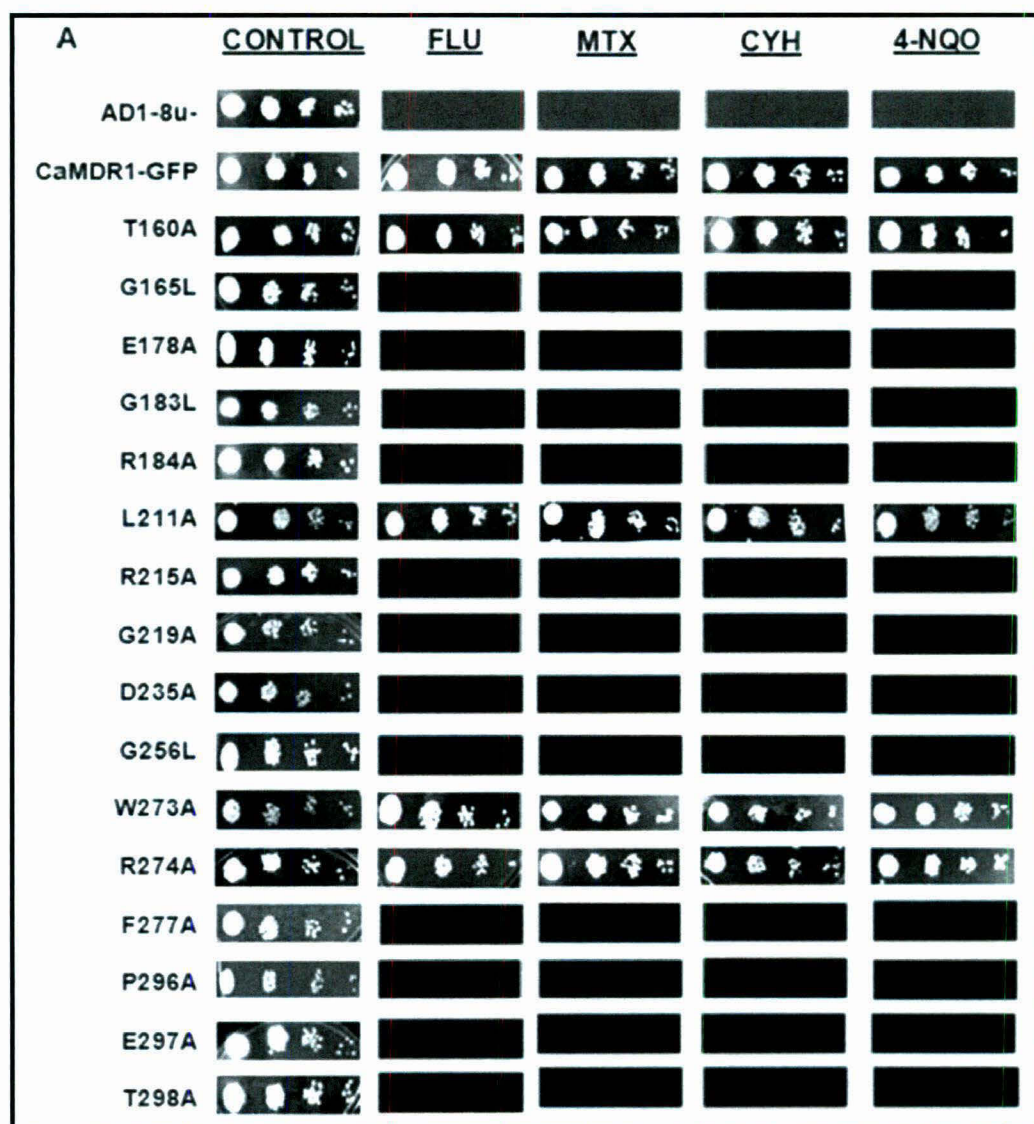 A CONTROL FLU MTX CYH 4-NQO
AD1-8u-
CaMDR1-GFP
T160A
G165L
E178A
G183L
R184A
L211A
R215A
G219A
D235A
G256L
W273A
R274A
F277A
P296A
E297A
T298A